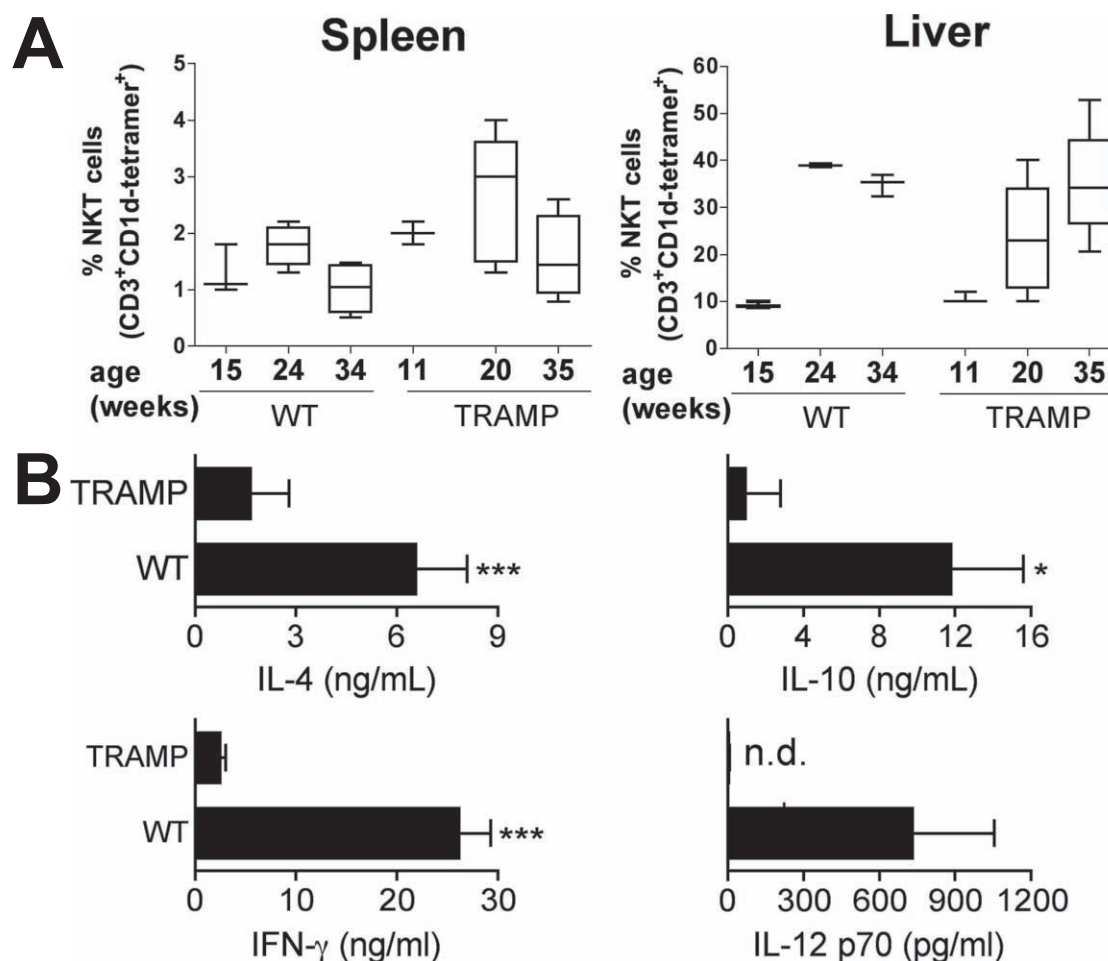 A
Spleen
% NKT cells
(CD3+CD1d-tetramer+)
5
4
3
2
1
0
age
(weeks)
15 24 34 11 20 35
WT TRAMP
Liver
% NKT cells
(CD3+CD1d-tetramer+)
60
50
40
30
20
10
0
age
(weeks)
15 24 34 11 20 35
WT TRAMP
B
TRAMP
WT ***
0 3 6 9
IL-4 (ng/mL)
*
0 4 8 12 16
IL-10 (ng/mL)
TRAMP
WT ***
0 10 20 30
IFN-γ (ng/ml)
n.d.
0 300 600 900 1200
IL-12 p70 (pg/ml)